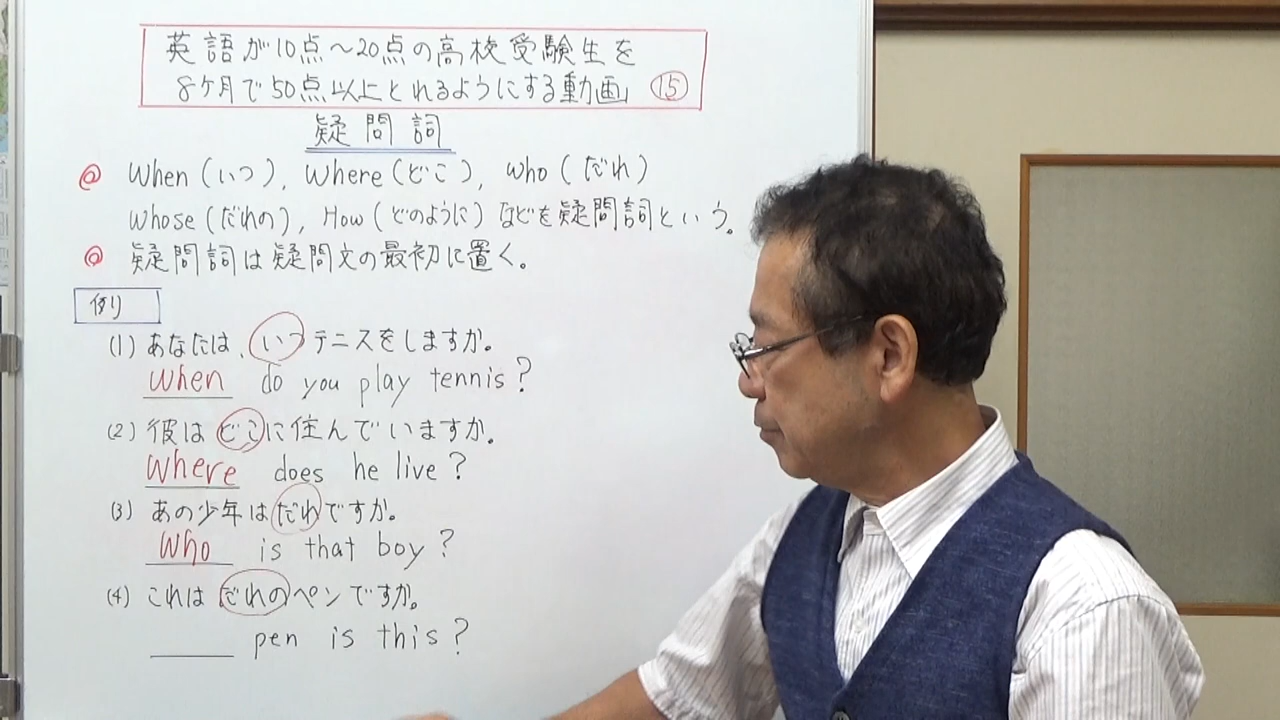 英語が10点〜20点の高校受験生を
8ヶ月で50点以上とれるようにする動画 ⑮
疑問詞
◎ When(いつ), Where(どこ), Who(だれ)
Whose(だれの), How(どのように)などを疑問詞という。
◎ 疑問詞は疑問文の最初に置く。
例
(1) あなたは、いつテニスをしますか。
When do you play tennis?
(2) 彼はどこに住んでいますか。
Where does he live?
(3) あの少年はだれですか。
Who is that boy?
(4) これはだれのペンですか。
____ pen is this?